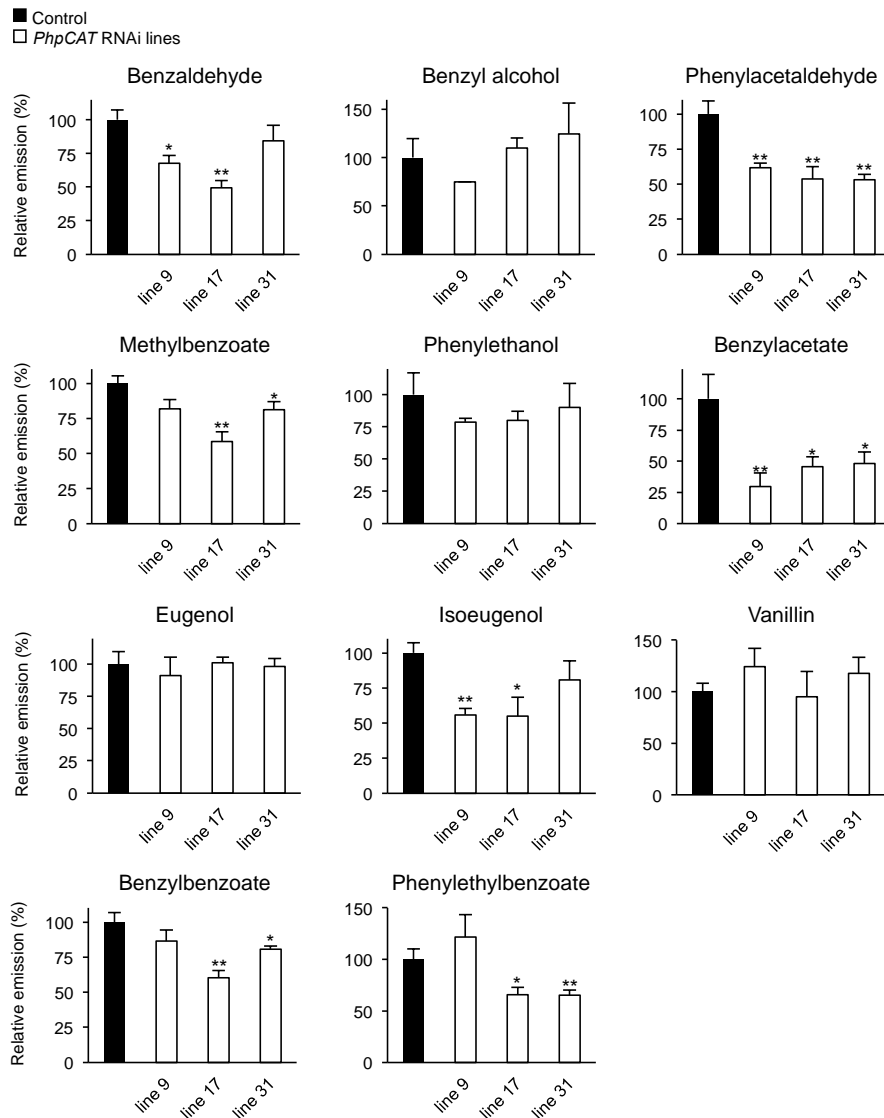 Control
PhpCAT RNAi lines
Benzaldehyde
Relative emission (%)
100
75
50
25
0
*
**
line 9
line 17
line 31
Benzyl alcohol
150
100
50
0
line 9
line 17
line 31
Phenylacetaldehyde
100
75
50
25
0
**
**
**
line 9
line 17
line 31
Methylbenzoate
Relative emission (%)
100
75
50
25
0
**
*
line 9
line 17
line 31
Phenylethanol
100
75
50
25
0
line 9
line 17
line 31
Benzylacetate
100
75
50
25
0
**
*
*
line 9
line 17
line 31
Eugenol
Relative emission (%)
100
75
50
25
0
line 9
line 17
line 31
Isoeugenol
100
75
50
25
0
**
*
line 9
line 17
line 31
Vanillin
150
100
50
0
line 9
line 17
line 31
Benzylbenzoate
Relative emission (%)
100
75
50
25
0
**
*
line 9
line 17
line 31
Phenylethylbenzoate
150
100
50
0
*
**
line 9
line 17
line 31